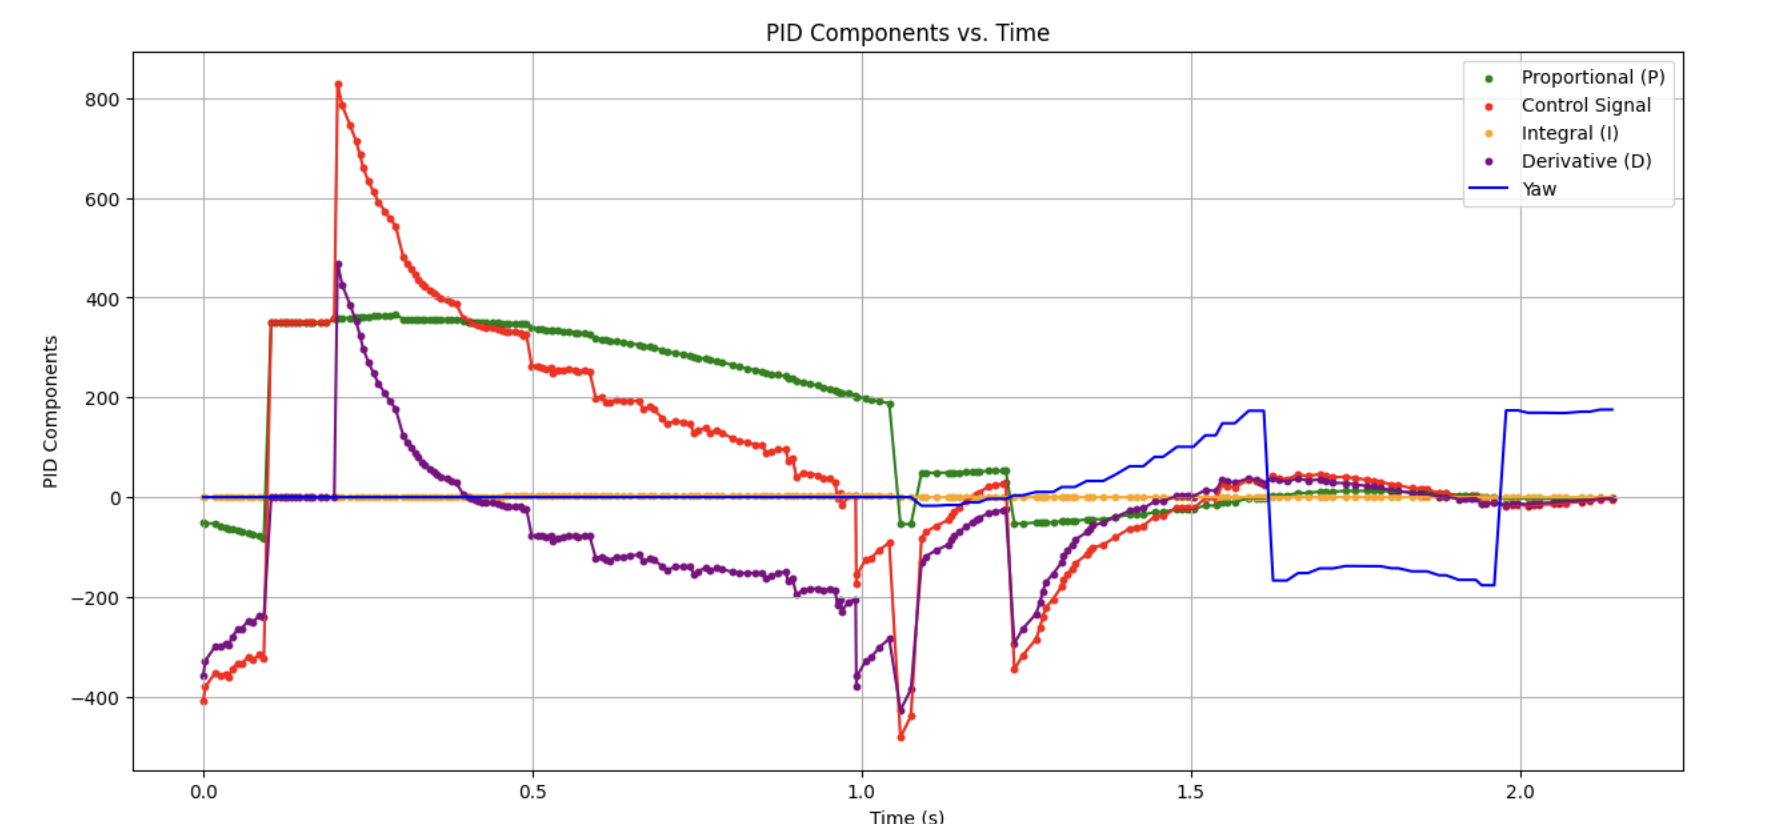 PID Components vs. Time
Proportional (P)
Control Signal
Integral (I)
Derivative (D)
Yaw
PID Components
800
600
400
200
0
−200
−400
0.0 0.5 1.0 1.5 2.0
Time (s)